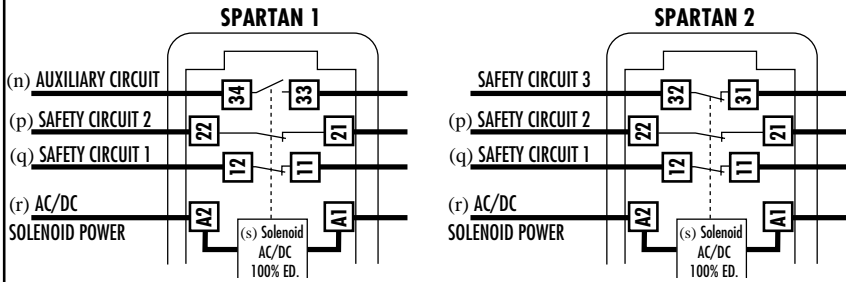 SPARTAN 1
(n) AUXILIARY CIRCUIT 34 33
(p) SAFETY CIRCUIT 2 22 21
(q) SAFETY CIRCUIT 1 12 11
(r) AC/DC
SOLENOID POWER
A2 A1
(s) Solenoid
AC/DC
100% ED.
SPARTAN 2
SAFETY CIRCUIT 3 32 31
(p) SAFETY CIRCUIT 2 22 21
(q) SAFETY CIRCUIT 1 12 11
(r) AC/DC
SOLENOID POWER
A2 A1
(s) Solenoid
AC/DC
100% ED.